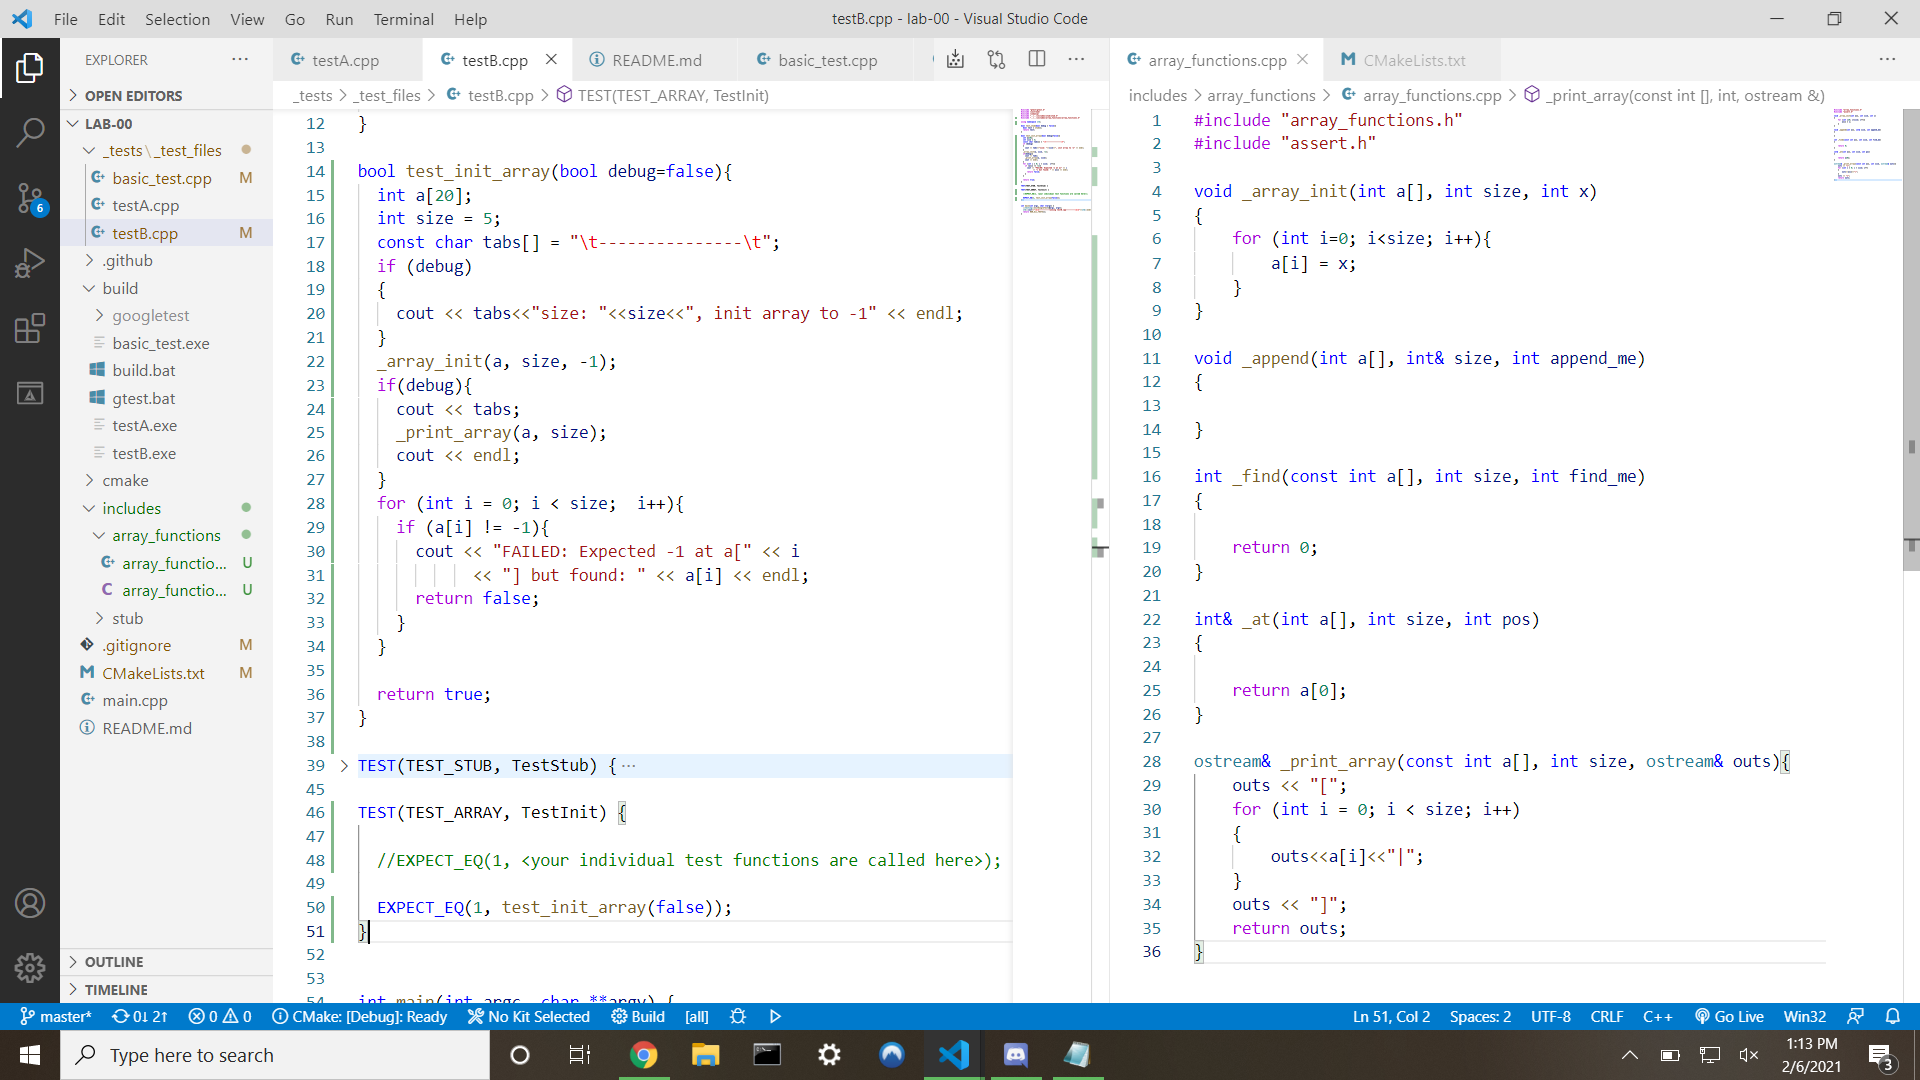 File Edit Selection View Go Run Terminal Help testB.cpp - lab-00 - Visual Studio Code
EXPLORER ···
OPEN EDITORS
LAB-00
_tests\_test_files
basic_test.cpp M
testA.cpp
testB.cpp M
.github
build
googletest
basic_test.exe
build.bat
gtest.bat
testA.exe
testB.exe
cmake
includes
array_functions
array_functio... U
array_functio... U
stub
.gitignore M
CMakeLists.txt M
main.cpp
README.md
OUTLINE
TIMELINE
6
testA.cpp testB.cpp README.md basic_test.cpp ···
_tests > _test_files > testB.cpp > TEST(TEST_ARRAY, TestInit)
12 }
13
14 bool test_init_array(bool debug=false){
15 int a[20];
16 int size = 5;
17 const char tabs[] = "\t---------------\t";
18 if (debug)
19 {
20 cout << tabs<<"size: "<<size<<", init array to -1" << endl;
21 }
22 _array_init(a, size, -1);
23 if(debug){
24 cout << tabs;
25 _print_array(a, size);
26 cout << endl;
27 }
28 for (int i = 0; i < size;  i++){
29 if (a[i] != -1){
30 cout << "FAILED: Expected -1 at a[" << i
31 << "] but found: " << a[i] << endl;
32 return false;
33 }
34 }
35
36 return true;
37 }
38
39 TEST(TEST_STUB, TestStub) {···
45
46 TEST(TEST_ARRAY, TestInit) {
47
48 //EXPECT_EQ(1, <your individual test functions are called here>);
49
50 EXPECT_EQ(1, test_init_array(false));
51 }
52
53
54 int main(int argc, char **argv) {
array_functions.cpp CMakeLists.txt ···
includes > array_functions > array_functions.cpp > _print_array(const int [], int, ostream &)
1 #include "array_functions.h"
2 #include "assert.h"
3
4 void _array_init(int a[], int size, int x)
5 {
6 for (int i=0; i<size; i++){
7 a[i] = x;
8 }
9 }
10
11 void _append(int a[], int& size, int append_me)
12 {
13
14 }
15
16 int _find(const int a[], int size, int find_me)
17 {
18
19 return 0;
20 }
21
22 int& _at(int a[], int size, int pos)
23 {
24
25 return a[0];
26 }
27
28 ostream& _print_array(const int a[], int size, ostream& outs){
29 outs << "[";
30 for (int i = 0; i < size; i++)
31 {
32 outs<<a[i]<<"|";
33 }
34 outs << "]";
35 return outs;
36 }
master* 0↓ 2↑ 0 0 CMake: [Debug]: Ready No Kit Selected Build [all] Ln 51, Col 2 Spaces: 2 UTF-8 CRLF C++ Go Live Win32
Type here to search
1:13 PM
2/6/2021
3